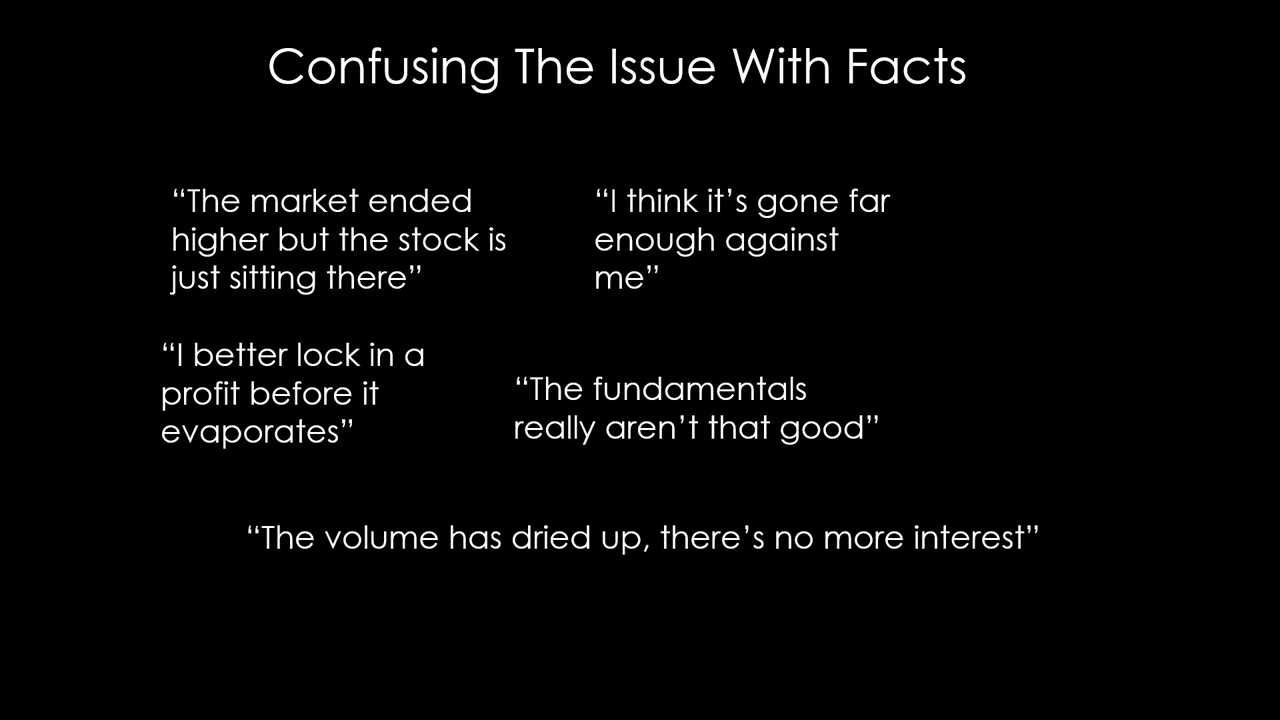 Confusing The Issue With Facts
“The market ended
higher but the stock is
just sitting there”
“I think it’s gone far
enough against
me”
“I better lock in a
profit before it
evaporates”
“The fundamentals
really aren’t that good”
“The volume has dried up, there’s no more interest”